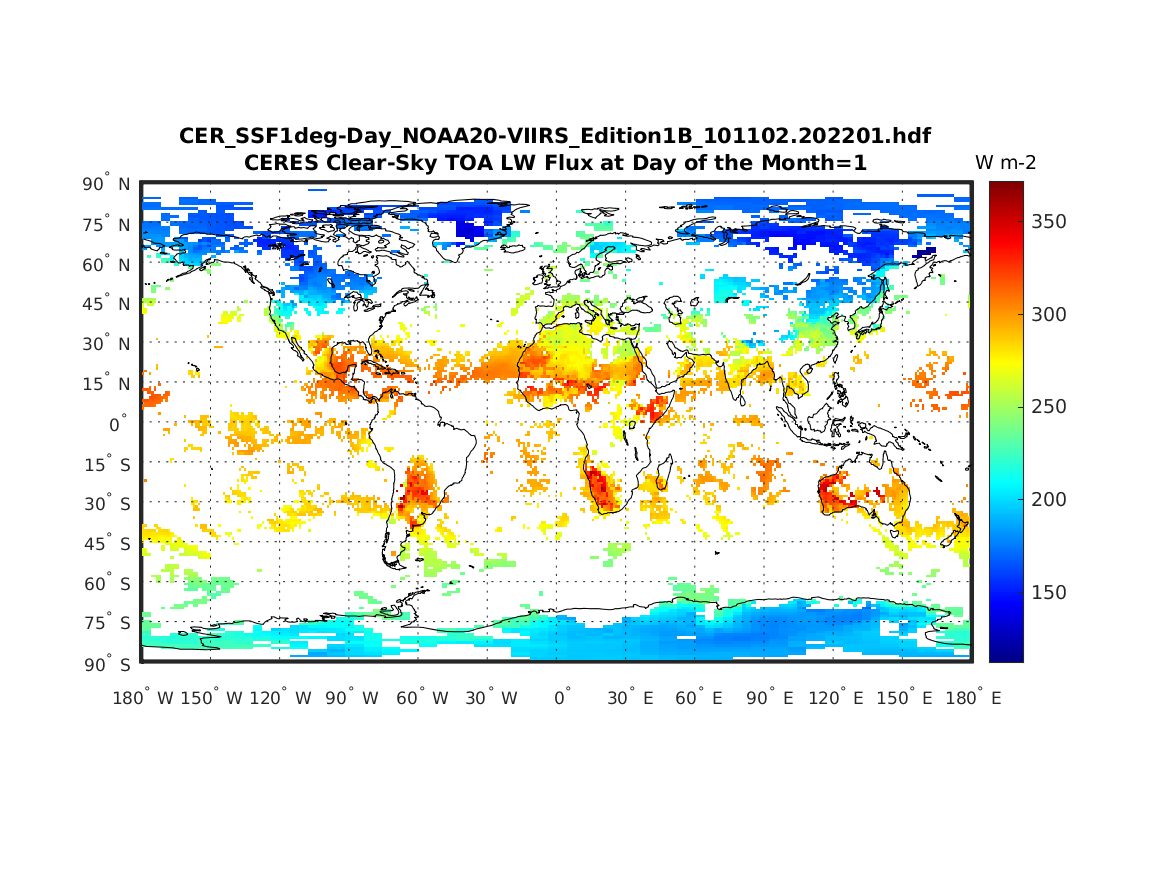 CER_SSF1deg-Day_NOAA20-VIIRS_Edition1B_101102.202201.hdf
CERES Clear-Sky TOA LW Flux at Day of the Month=1
W m-2
90° N
75° N
60° N
45° N
30° N
15° N
0°
15° S
30° S
45° S
60° S
75° S
90° S
180° W 150° W 120° W 90° W 60° W 30° W 0° 30° E 60° E 90° E 120° E 150° E 180° E
350
300
250
200
150